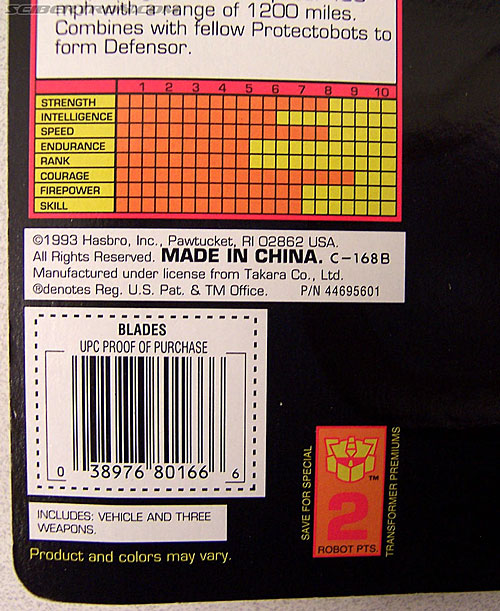 mph with a range of 1200 miles.
Combines with fellow Protectobots to
form Defensor.
1 2 3 4 5 6 7 8 9 10
STRENGTH
INTELLIGENCE
SPEED
ENDURANCE
RANK
COURAGE
FIREPOWER
SKILL
©1993 Hasbro, Inc., Pawtucket, RI 02862 USA.
All Rights Reserved. MADE IN CHINA. C-168B
Manufactured under license from Takara Co., Ltd.
®denotes Reg. U.S. Pat. & TM Office. P/N 44695601
BLADES
UPC PROOF OF PURCHASE
0 38976 80166 6
INCLUDES: VEHICLE AND THREE
WEAPONS.
Product and colors may vary.
SAVE FOR SPECIAL
TM
2
ROBOT PTS.
TRANSFORMER PREMIUMS